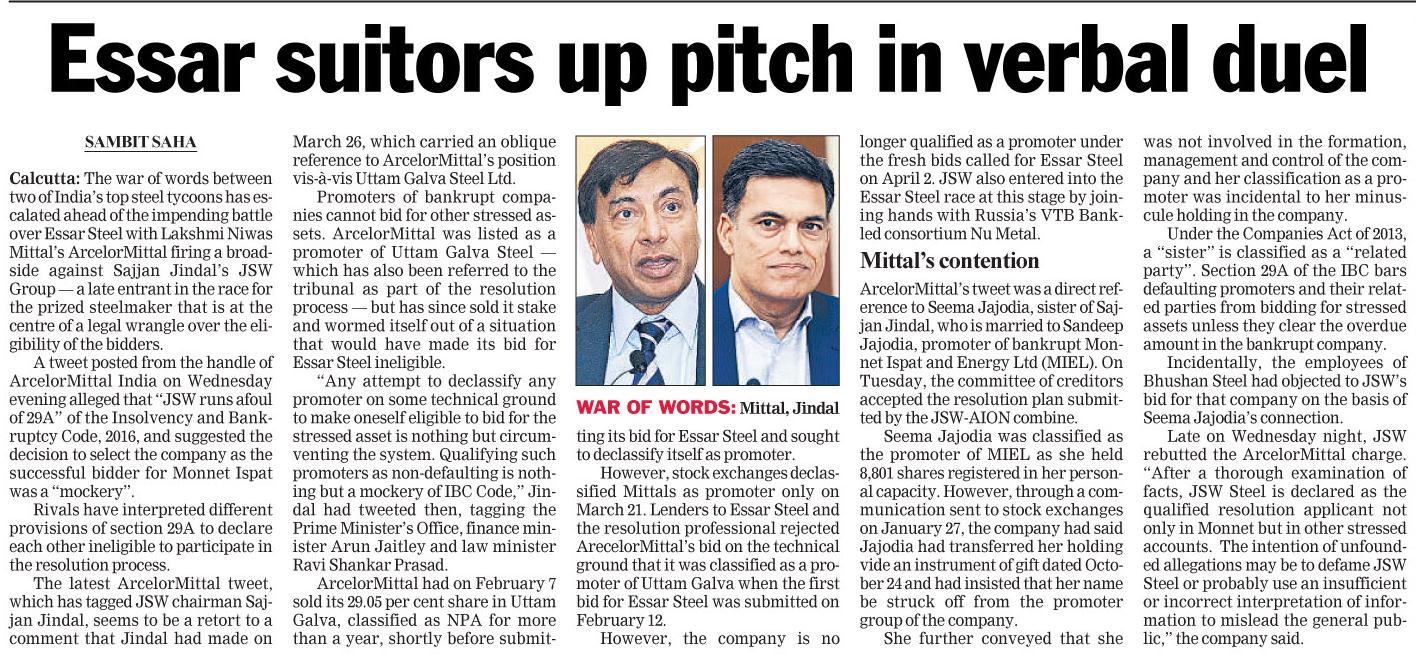 Essar suitors up pitch in verbal duel
SAMBIT SAHA
Calcutta: The war of words between
two of India's top steel tycoons has es-
calated ahead of the impending battle
over Essar Steel with Lakshmi Niwas
Mittal's ArcelorMittal firing a broad-
side against Sajjan Jindal's JSW
Group — a late entrant in the race for
the prized steelmaker that is at the
centre of a legal wrangle over the eli-
gibility of the bidders.
A tweet posted from the handle of
ArcelorMittal India on Wednesday
evening alleged that “JSW runs afoul
of 29A” of the Insolvency and Bank-
ruptcy Code, 2016, and suggested the
decision to select the company as the
successful bidder for Monnet Ispat
was a “mockery”.
Rivals have interpreted different
provisions of section 29A to declare
each other ineligible to participate in
the resolution process.
The latest ArcelorMittal tweet,
which has tagged JSW chairman Saj-
jan Jindal, seems to be a retort to a
comment that Jindal had made on
March 26, which carried an oblique
reference to ArcelorMittal's position
vis-à-vis Uttam Galva Steel Ltd.
Promoters of bankrupt compa-
nies cannot bid for other stressed as-
sets. ArcelorMittal was listed as a
promoter of Uttam Galva Steel —
which has also been referred to the
tribunal as part of the resolution
process — but has since sold it stake
and wormed itself out of a situation
that would have made its bid for
Essar Steel ineligible.
“Any attempt to declassify any
promoter on some technical ground
to make oneself eligible to bid for the
stressed asset is nothing but circum-
venting the system. Qualifying such
promoters as non-defaulting is noth-
ing but a mockery of IBC Code,” Jin-
dal had tweeted then, tagging the
Prime Minister's Office, finance min-
ister Arun Jaitley and law minister
Ravi Shankar Prasad.
ArcelorMittal had on February 7
sold its 29.05 per cent share in Uttam
Galva, classified as NPA for more
than a year, shortly before submit-
WAR OF WORDS: Mittal, Jindal
ting its bid for Essar Steel and sought
to declassify itself as promoter.
However, stock exchanges declas-
sified Mittals as promoter only on
March 21. Lenders to Essar Steel and
the resolution professional rejected
ArecelorMittal's bid on the technical
ground that it was classified as a pro-
moter of Uttam Galva when the first
bid for Essar Steel was submitted on
February 12.
However, the company is no
longer qualified as a promoter under
the fresh bids called for Essar Steel
on April 2. JSW also entered into the
Essar Steel race at this stage by join-
ing hands with Russia's VTB Bank-
led consortium Nu Metal.
Mittal's contention
ArcelorMittal's tweet was a direct ref-
erence to Seema Jajodia, sister of Saj-
jan Jindal, who is married to Sandeep
Jajodia, promoter of bankrupt Mon-
net Ispat and Energy Ltd (MIEL). On
Tuesday, the committee of creditors
accepted the resolution plan submit-
ted by the JSW-AION combine.
Seema Jajodia was classified as
the promoter of MIEL as she held
8,801 shares registered in her person-
al capacity. However, through a com-
munication sent to stock exchanges
on January 27, the company had said
Jajodia had transferred her holding
vide an instrument of gift dated Octo-
ber 24 and had insisted that her name
be struck off from the promoter
group of the company.
She further conveyed that she
was not involved in the formation,
management and control of the com-
pany and her classification as a pro-
moter was incidental to her minus-
cule holding in the company.
Under the Companies Act of 2013,
a “sister” is classified as a “related
party”. Section 29A of the IBC bars
defaulting promoters and their relat-
ed parties from bidding for stressed
assets unless they clear the overdue
amount in the bankrupt company.
Incidentally, the employees of
Bhushan Steel had objected to JSW's
bid for that company on the basis of
Seema Jajodia's connection.
Late on Wednesday night, JSW
rebutted the ArcelorMittal charge.
“After a thorough examination of
facts, JSW Steel is declared as the
qualified resolution applicant not
only in Monnet but in other stressed
accounts. The intention of unfound-
ed allegations may be to defame JSW
Steel or probably use an insufficient
or incorrect interpretation of infor-
mation to mislead the general pub-
lic,” the company said.